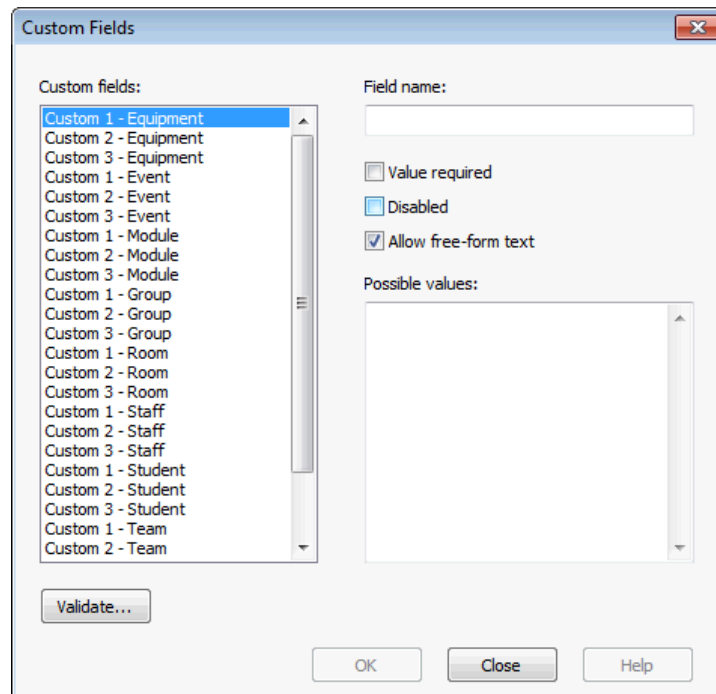 Custom Fields
Custom fields:
Custom 1 - Equipment
Custom 2 - Equipment
Custom 3 - Equipment
Custom 1 - Event
Custom 2 - Event
Custom 3 - Event
Custom 1 - Module
Custom 2 - Module
Custom 3 - Module
Custom 1 - Group
Custom 2 - Group
Custom 3 - Group
Custom 1 - Room
Custom 2 - Room
Custom 3 - Room
Custom 1 - Staff
Custom 2 - Staff
Custom 3 - Staff
Custom 1 - Student
Custom 2 - Student
Custom 3 - Student
Custom 1 - Team
Custom 2 - Team
Validate...
Field name:
Value required
Disabled
Allow free-form text
Possible values:
OK
Close
Help